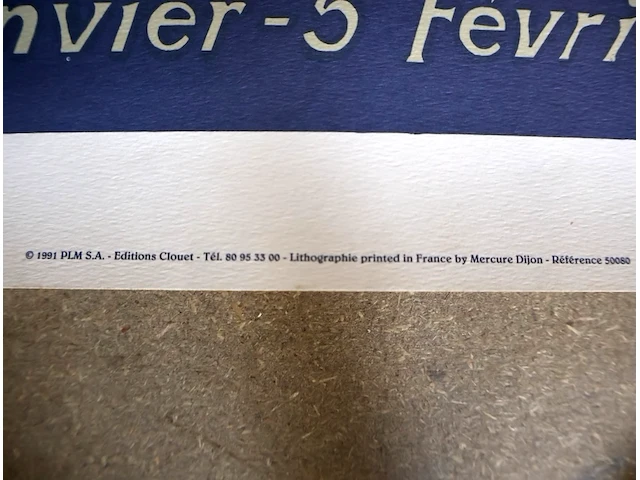 nvier - 5 Févri
© 1991 PLM S.A. - Editions Clouet - Tél. 80 95 33 00 - Lithographie printed in France by Mercure Dijon - Référence 50080